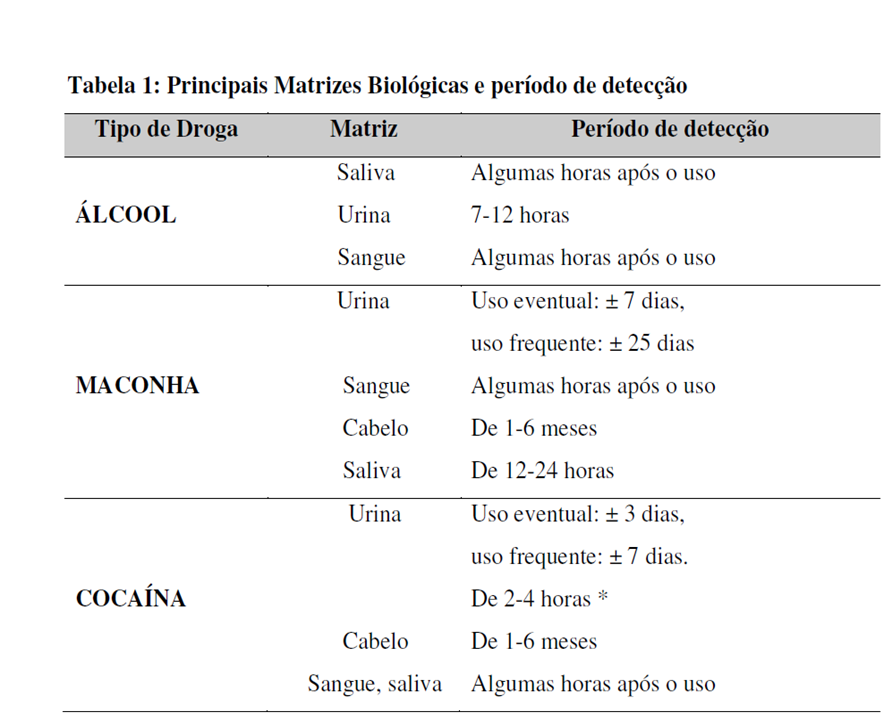 Tabela 1: Principais Matrizes Biológicas e período de detecção
Tipo de Droga Matriz Período de detecção
Saliva Algumas horas após o uso
ÁLCOOL Urina 7-12 horas
Sangue Algumas horas após o uso
Urina Uso eventual: ± 7 dias,
uso frequente: ± 25 dias
MACONHA Sangue Algumas horas após o uso
Cabelo De 1-6 meses
Saliva De 12-24 horas
Urina Uso eventual: ± 3 dias,
uso frequente: ± 7 dias.
COCAÍNA De 2-4 horas *
Cabelo De 1-6 meses
Sangue, saliva Algumas horas após o uso